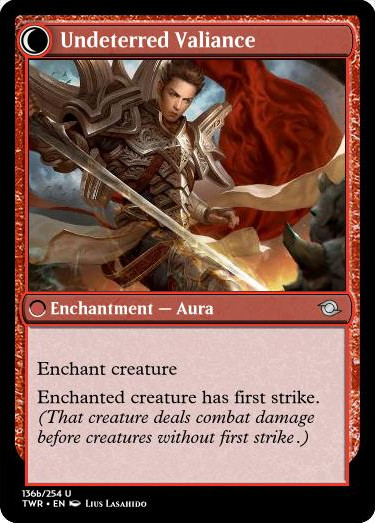 Undeterred Valiance
Enchantment — Aura
Enchant creature
Enchanted creature has first strike.
(That creature deals combat damage
before creatures without first strike.)
136b/254 U
TWR • EN Lius Lasahido